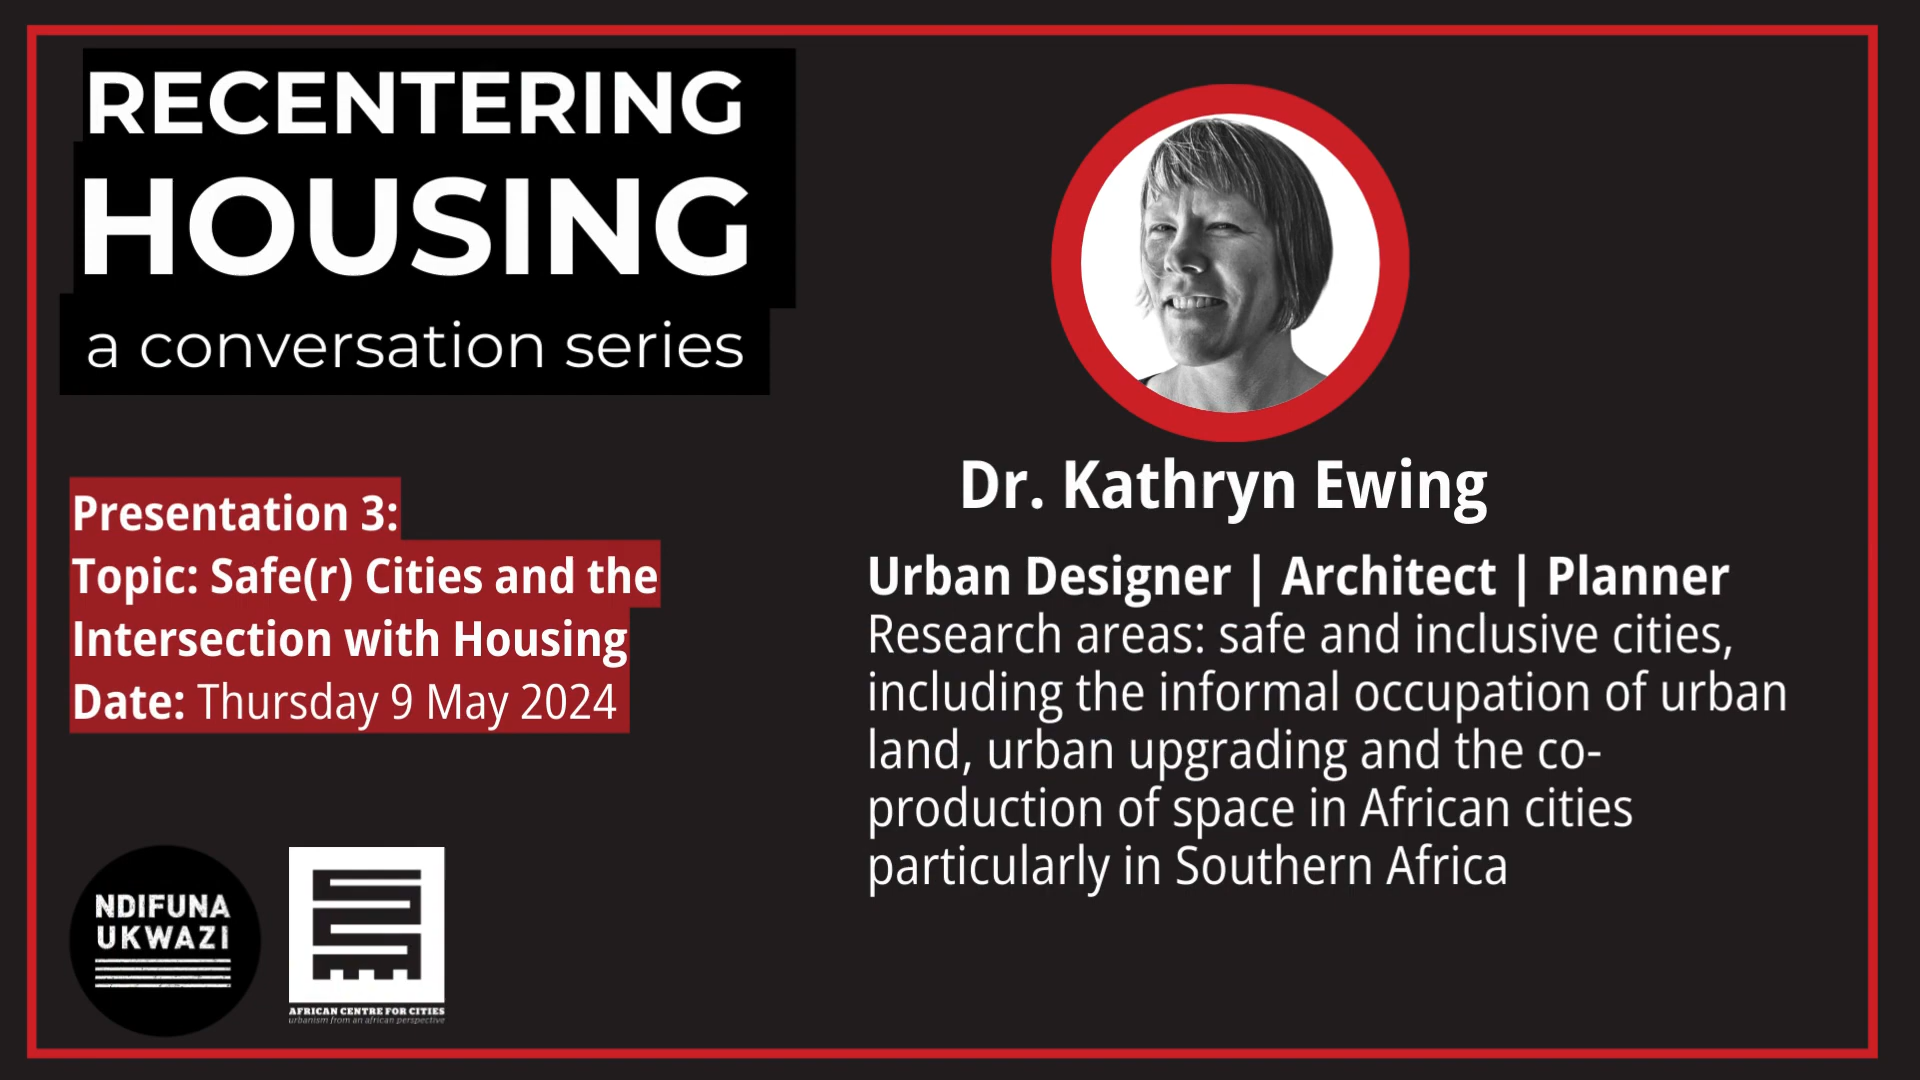 RECENTERING
HOUSING
a conversation series
Presentation 3:
Topic: Safe(r) Cities and the
Intersection with Housing
Date: Thursday 9 May 2024
NDIFUNA
UKWAZI
AFRICAN CENTRE FOR CITIES
urbanism from an african perspective
Dr. Kathryn Ewing
Urban Designer | Architect | Planner
Research areas: safe and inclusive cities,
including the informal occupation of urban
land, urban upgrading and the co-
production of space in African cities
particularly in Southern Africa